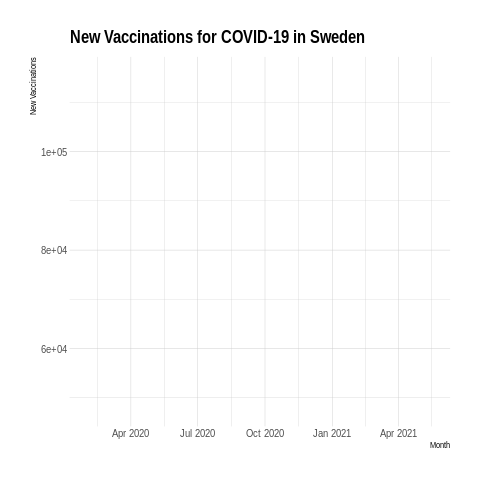 New Vaccinations for COVID-19 in Sweden
New Vaccinations
1e+05
8e+04
6e+04
Apr 2020 Jul 2020 Oct 2020 Jan 2021 Apr 2021
Month